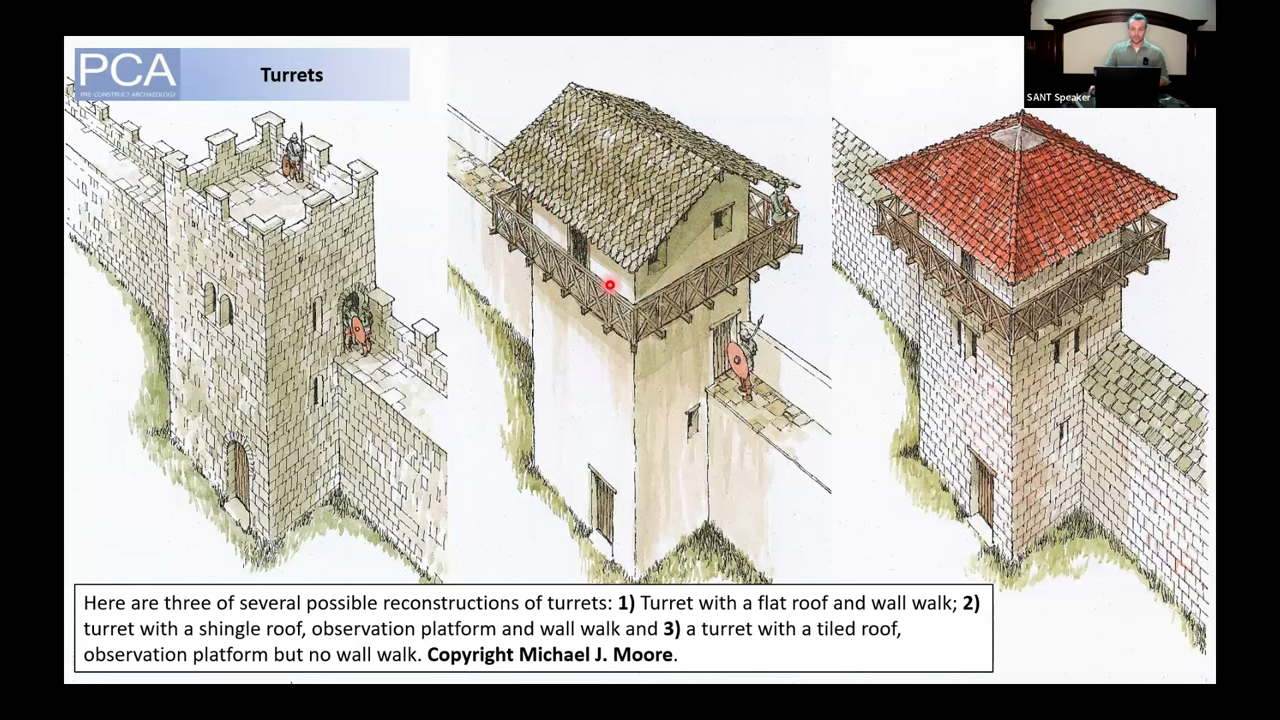 PCA
PRE-CONSTRUCT ARCHAEOLOGY
Turrets
SANT Speaker
Here are three of several possible reconstructions of turrets: 1) Turret with a flat roof and wall walk; 2)
turret with a shingle roof, observation platform and wall walk and 3) a turret with a tiled roof,
observation platform but no wall walk. Copyright Michael J. Moore.